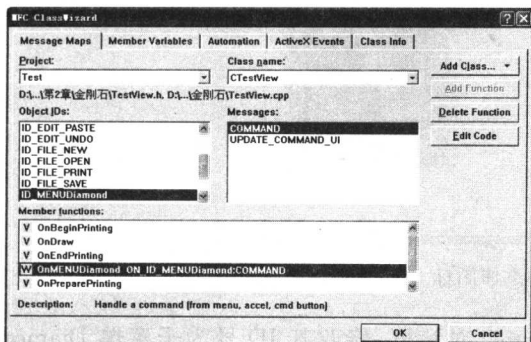 MFC ClassWizard
Message Maps Member Variables Automation ActiveX Events Class Info
Project: Class name:
Test CTestView
Add Class...
D:\...\第2章\金刚石\TestView.h, D:\...\金刚石\TestView.cpp
Add Function
Object IDs: Messages:
Delete Function
ID_EDIT_PASTE COMMAND
ID_EDIT_UNDO UPDATE_COMMAND_UI
Edit Code
ID_FILE_NEW
ID_FILE_OPEN
ID_FILE_PRINT
ID_FILE_SAVE
ID_MENUDiamond
Member functions:
V OnBeginPrinting
V OnDraw
V OnEndPrinting
W OnMENUDiamond ON_ID_MENUDiamond:COMMAND
V OnPreparePrinting
Description: Handle a command (from menu, accel, cmd button)
OK Cancel